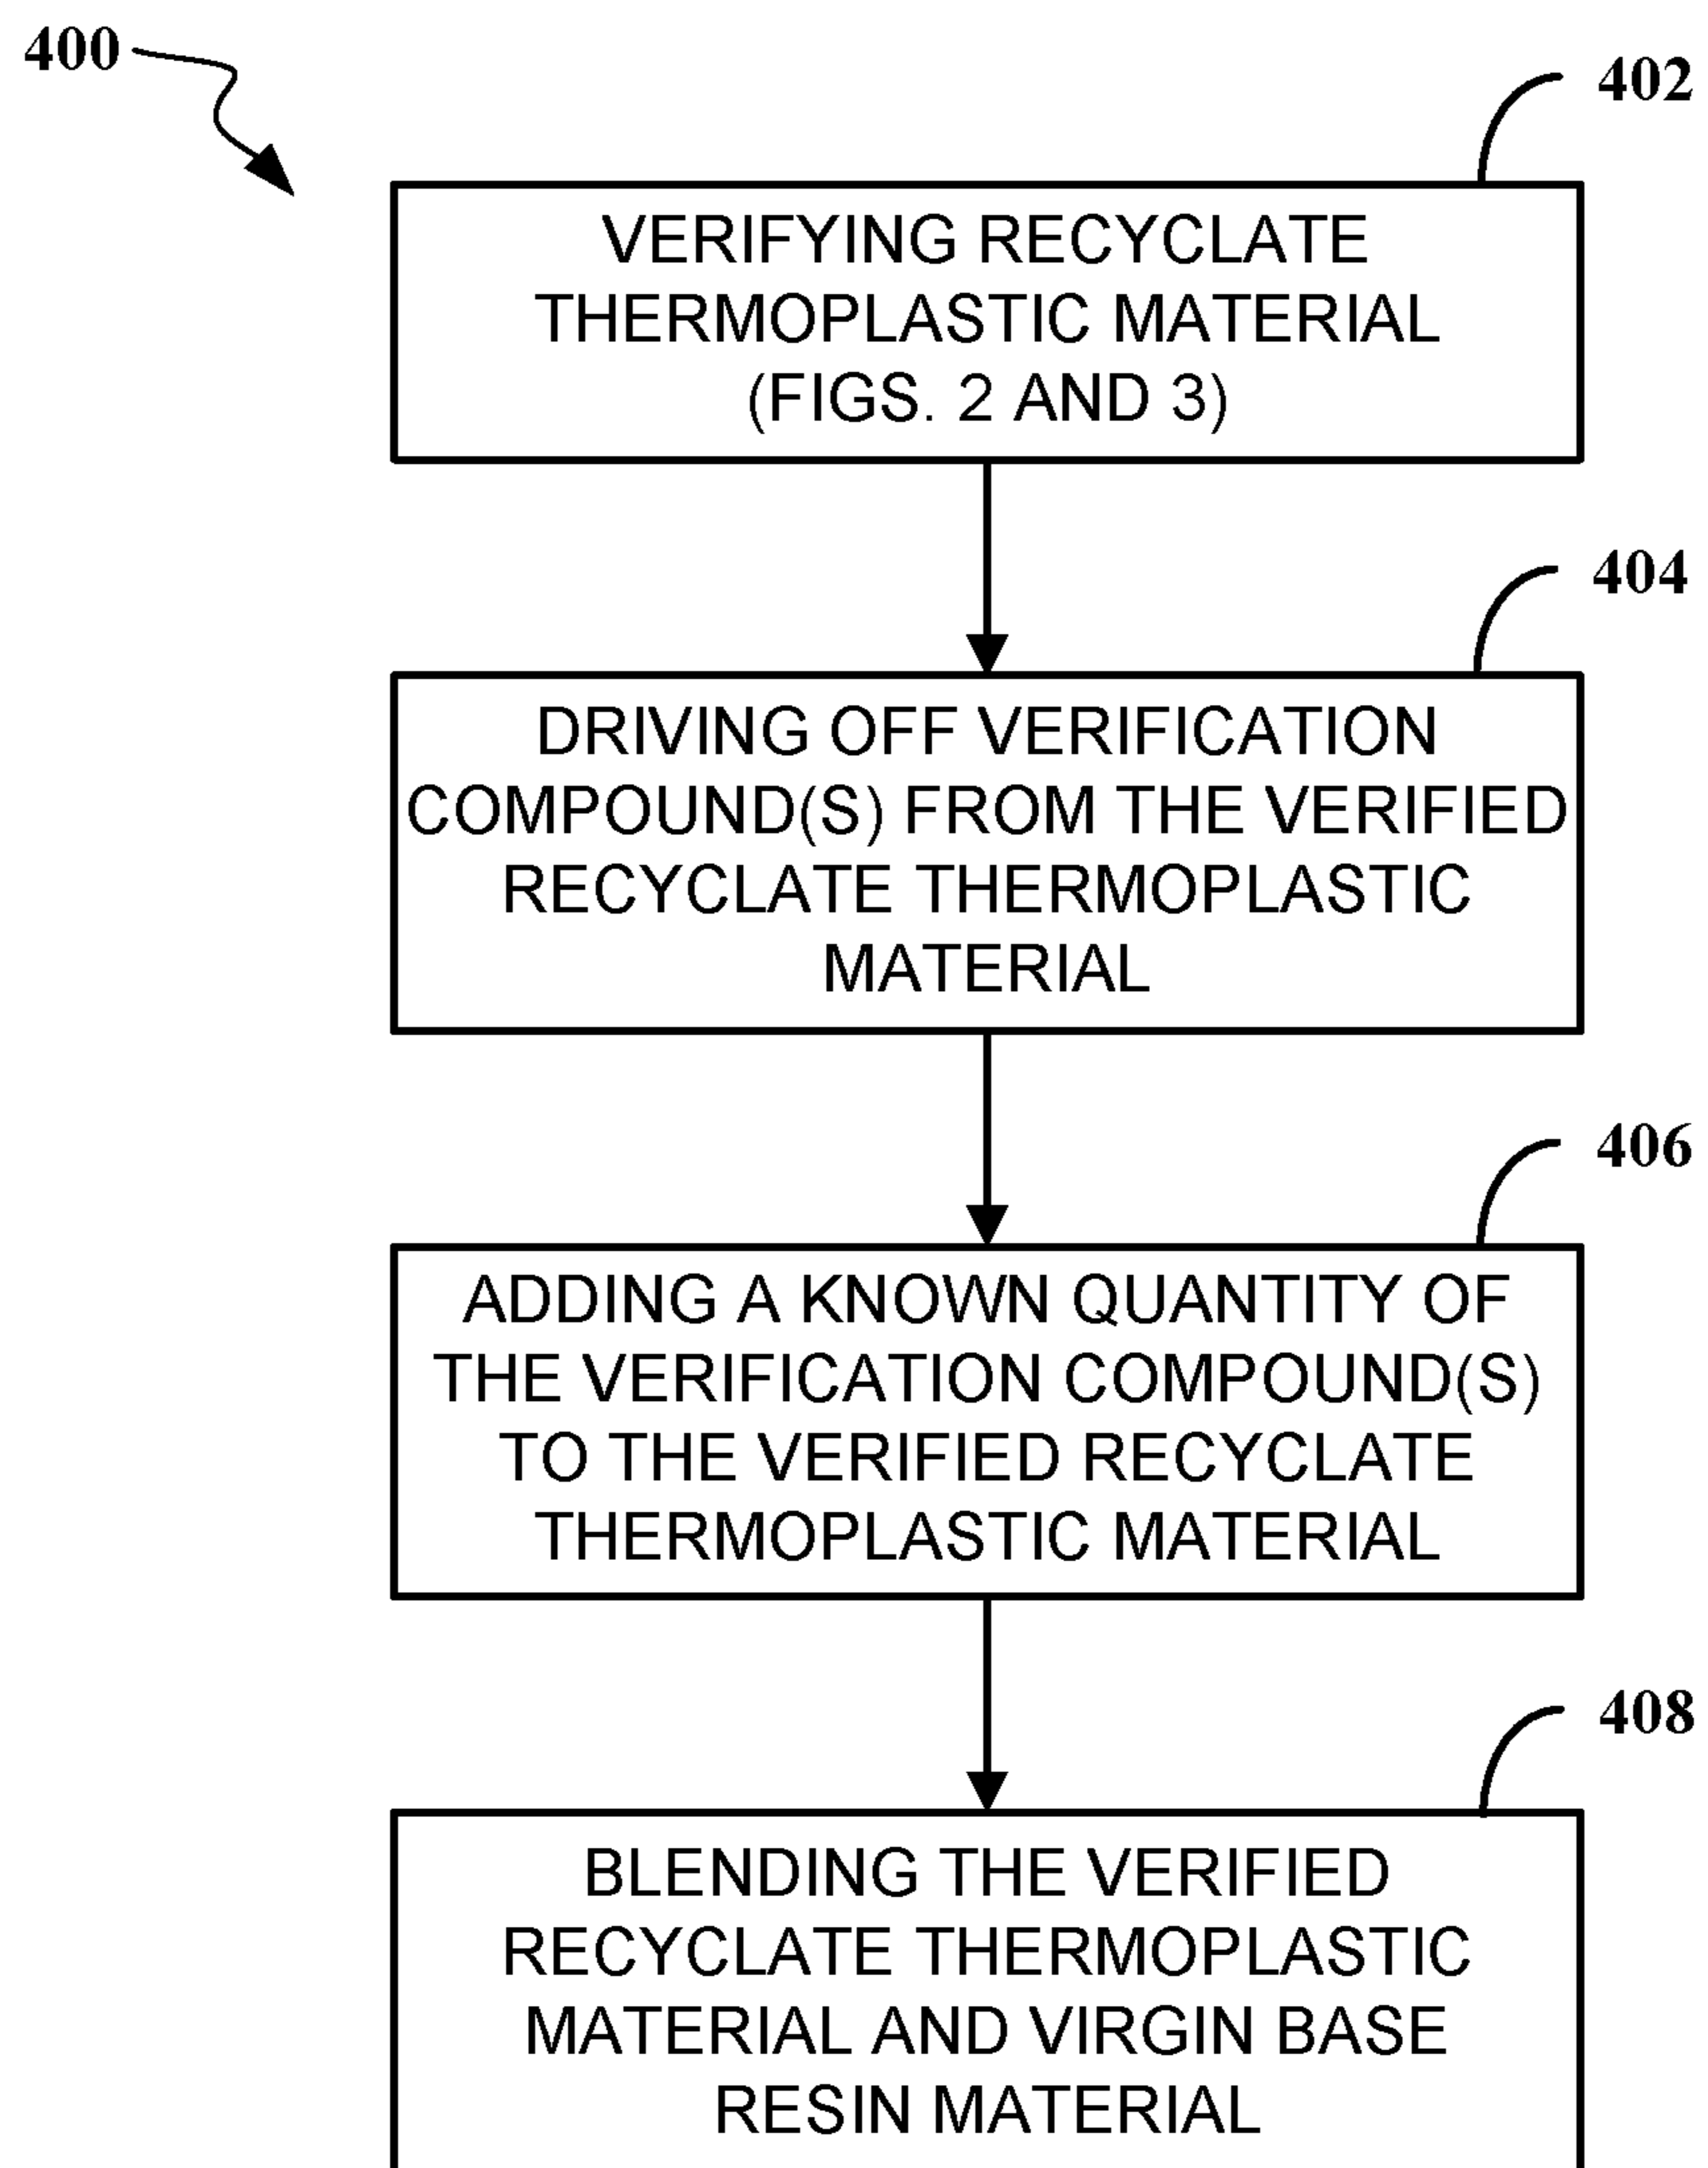 400
402
VERIFYING RECYCLATE
THERMOPLASTIC MATERIAL
(FIGS. 2 AND 3)
404
DRIVING OFF VERIFICATION
COMPOUND(S) FROM THE VERIFIED
RECYCLATE THERMOPLASTIC
MATERIAL
406
ADDING A KNOWN QUANTITY OF
THE VERIFICATION COMPOUND(S)
TO THE VERIFIED RECYCLATE
THERMOPLASTIC MATERIAL
408
BLENDING THE VERIFIED
RECYCLATE THERMOPLASTIC
MATERIAL AND VIRGIN BASE
RESIN MATERIAL